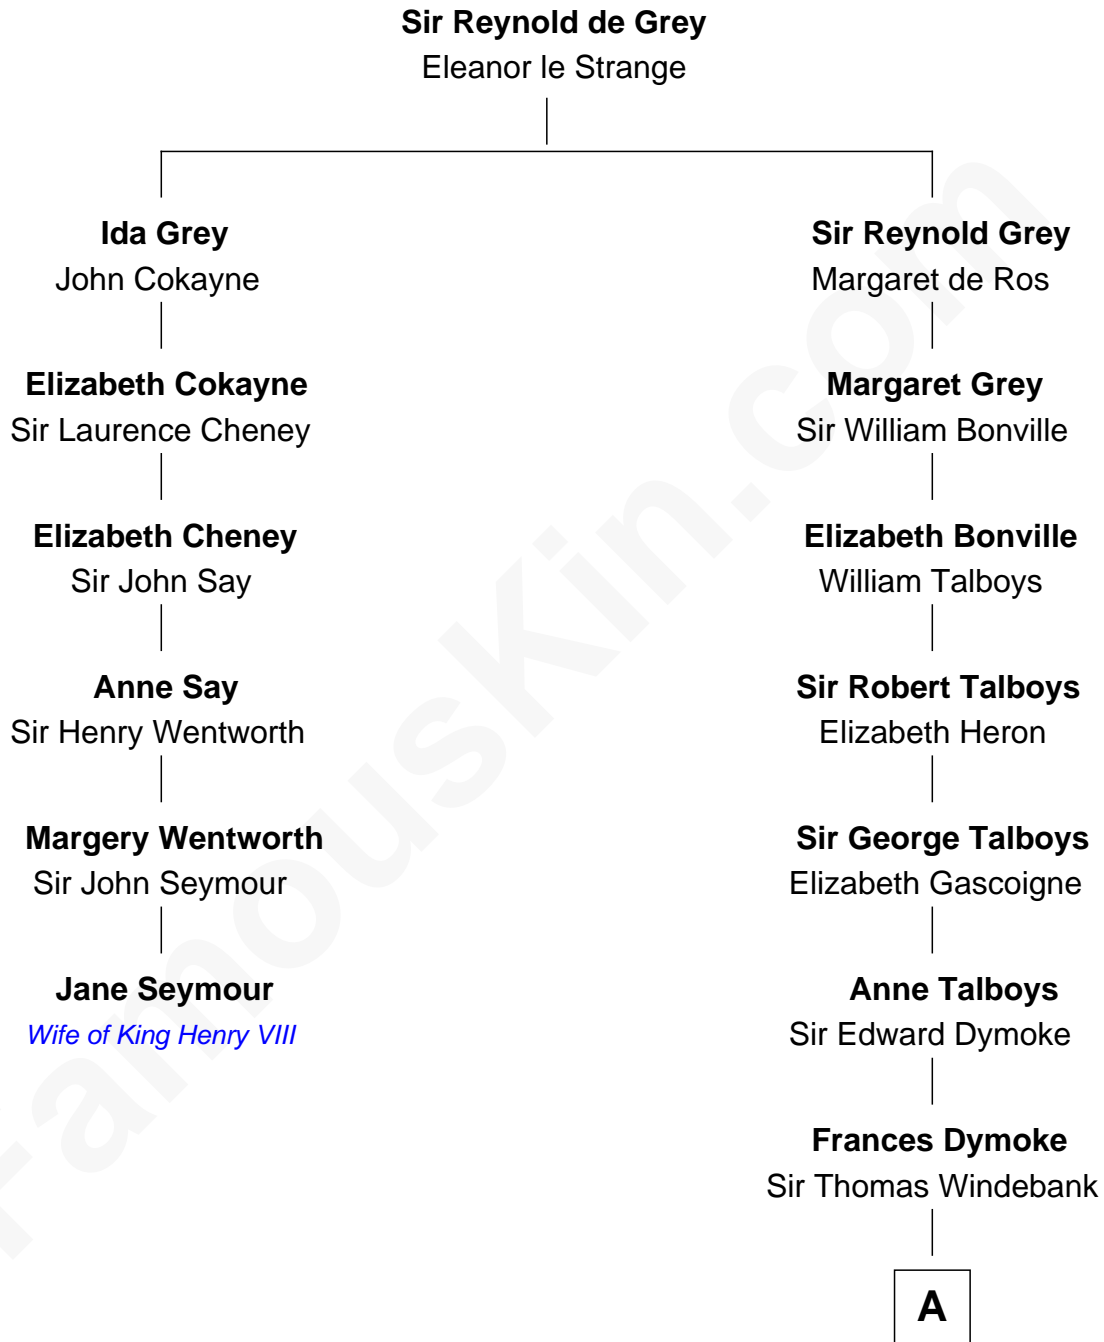 Sir Reynold de Grey
Eleanor le Strange
Ida Grey
John Cokayne
Sir Reynold Grey
Margaret de Ros
Elizabeth Cokayne
Sir Laurence Cheney
Margaret Grey
Sir William Bonville
Elizabeth Cheney
Sir John Say
Elizabeth Bonville
William Talboys
Anne Say
Sir Henry Wentworth
Sir Robert Talboys
Elizabeth Heron
Margery Wentworth
Sir John Seymour
Sir George Talboys
Elizabeth Gascoigne
Jane Seymour
Wife of King Henry VIII
Anne Talboys
Sir Edward Dymoke
Frances Dymoke
Sir Thomas Windebank
A
FamousKin.com